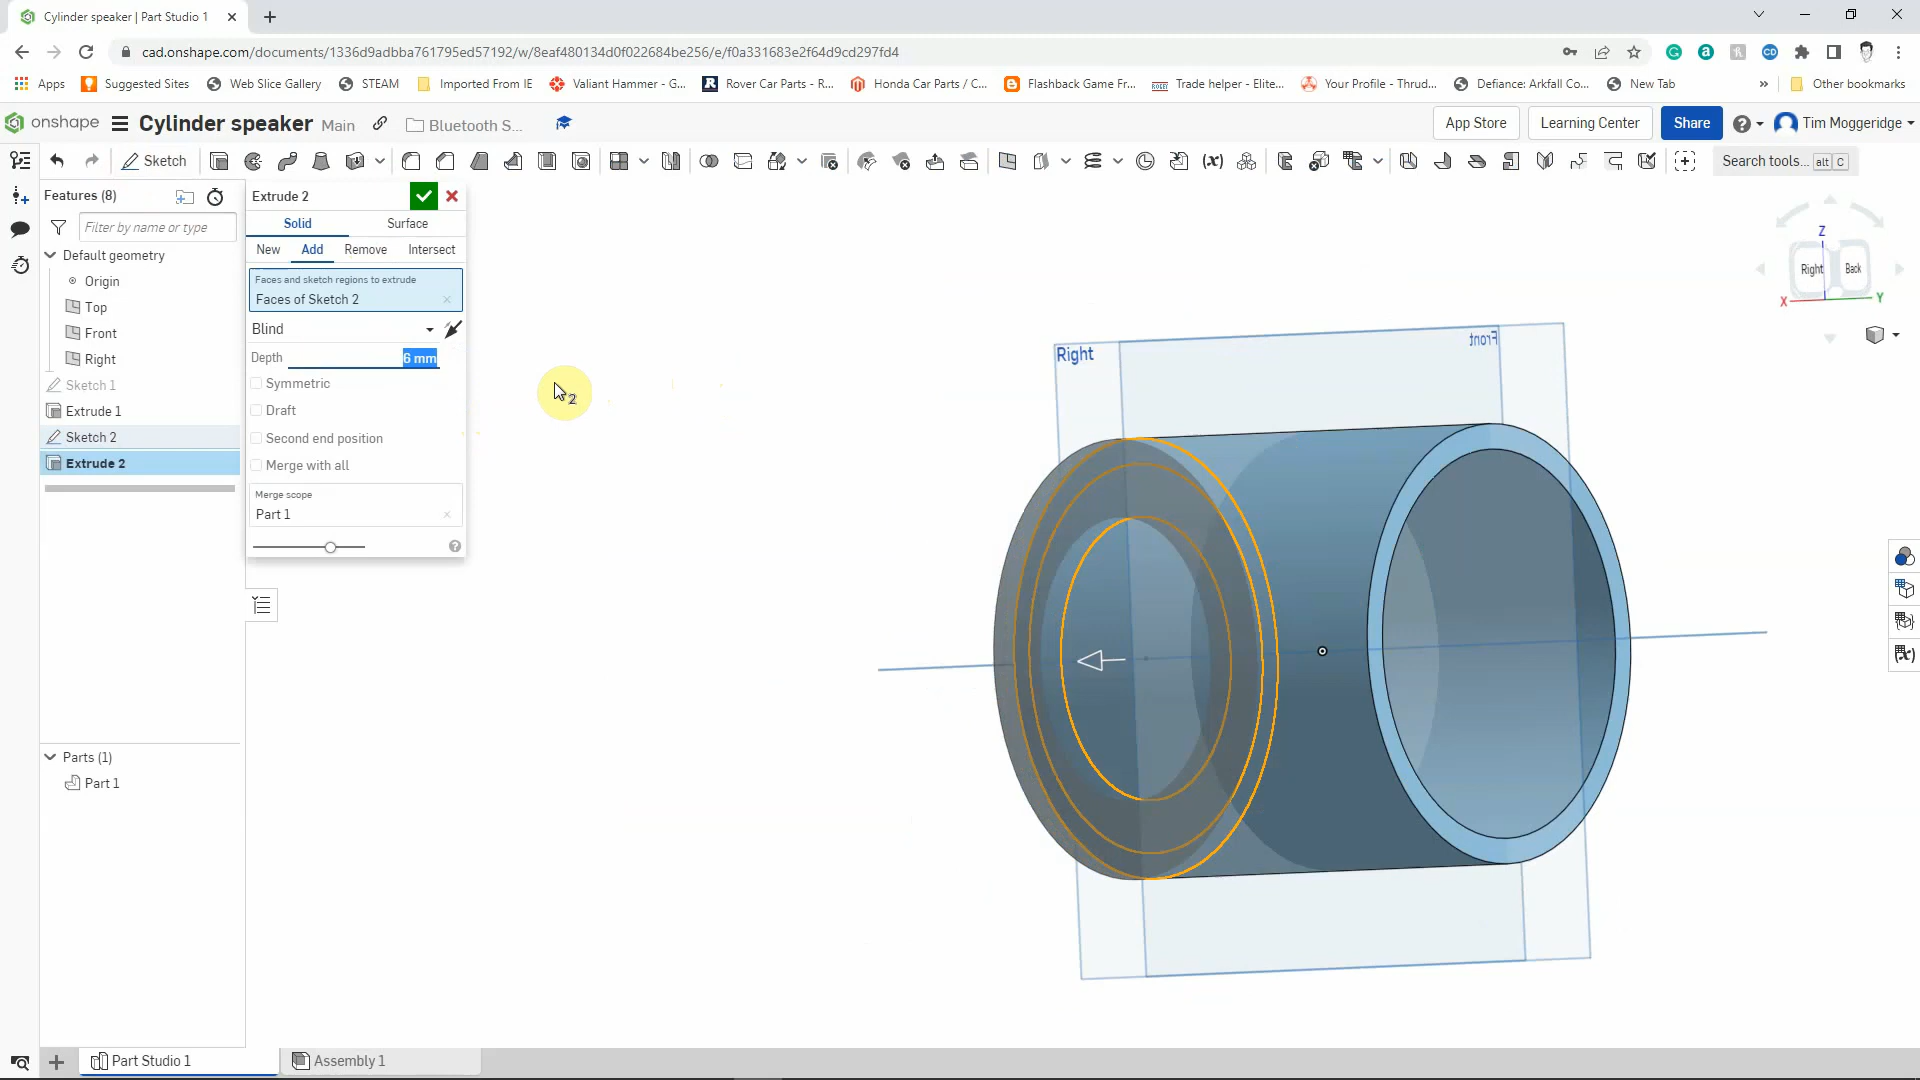 Cylinder speaker | Part Studio 1
cad.onshape.com/documents/1336d9adbba761795ed57192/w/8eaf480134d0f022684be256/e/f0a331683e2f64d9cd297fd4
Apps
Suggested Sites
Web Slice Gallery
STEAM
Imported From IE
Valiant Hammer - G...
Rover Car Parts - R...
Honda Car Parts / C...
Flashback Game Fr...
Trade helper - Elite...
Your Profile - Thrud...
Defiance: Arkfall Co...
New Tab
»
Other bookmarks
onshape
Cylinder speaker
Main
Bluetooth S...
App Store
Learning Center
Share
Tim Moggeridge
Sketch
Search tools... alt C
Features (8)
Filter by name or type
Default geometry
Origin
Top
Front
Right
Sketch 1
Extrude 1
Sketch 2
Extrude 2
Extrude 2
Solid
Surface
New
Add
Remove
Intersect
Faces and sketch regions to extrude
Faces of Sketch 2
Blind
Depth
6 mm
Symmetric
Draft
Second end position
Merge with all
Merge scope
Part 1
2
Right
Front
Z
Right
Back
X
Y
Parts (1)
Part 1
Part Studio 1
Assembly 1